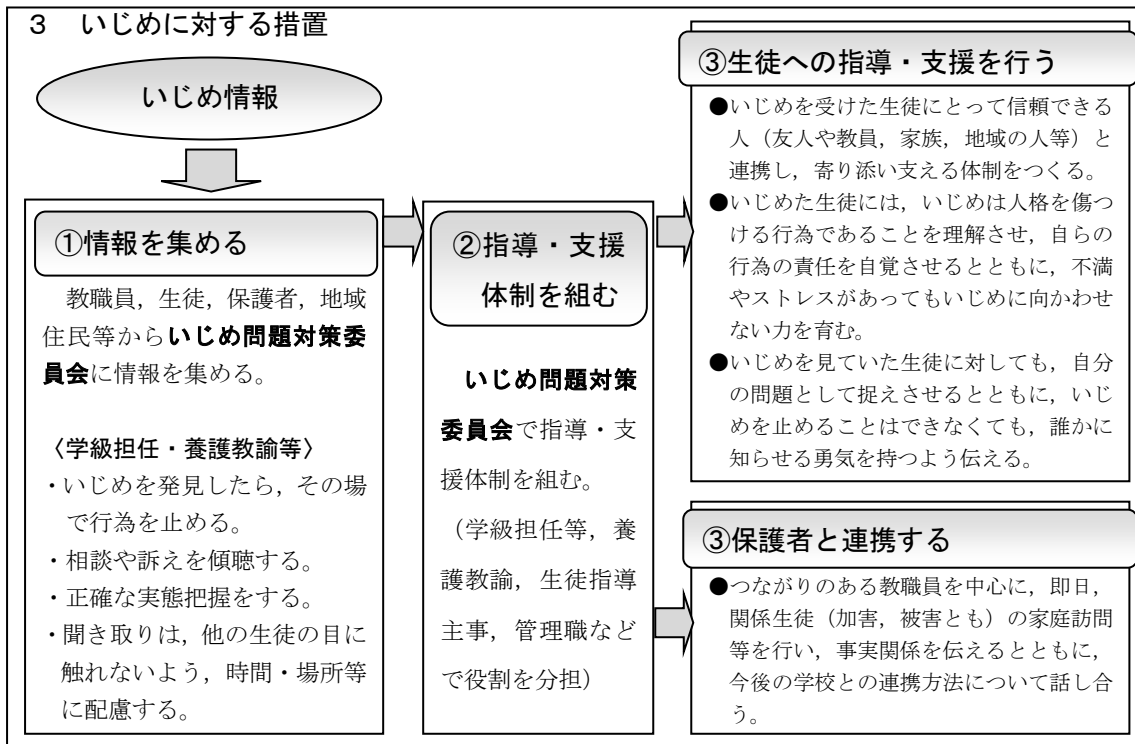 ３　いじめに対する措置
いじめ情報
①情報を集める
教職員，生徒，保護者，地域
住民等からいじめ問題対策委
員会に情報を集める。
〈学級担任・養護教諭等〉
・いじめを発見したら，その場
で行為を止める。
・相談や訴えを傾聴する。
・正確な実態把握をする。
・聞き取りは，他の生徒の目に
触れないよう，時間・場所等
に配慮する。
②指導・支援
体制を組む
いじめ問題対策
委員会で指導・支
援体制を組む。
（学級担任等，養
護教諭，生徒指導
主事，管理職など
で役割を分担）
③生徒への指導・支援を行う
●いじめを受けた生徒にとって信頼できる
人（友人や教員，家族，地域の人等）と
連携し，寄り添い支える体制をつくる。
●いじめた生徒には，いじめは人格を傷つ
ける行為であることを理解させ，自らの
行為の責任を自覚させるとともに，不満
やストレスがあってもいじめに向かわせ
ない力を育む。
●いじめを見ていた生徒に対しても，自分
の問題として捉えさせるとともに，いじ
めを止めることはできなくても，誰かに
知らせる勇気を持つよう伝える。
③保護者と連携する
●つながりのある教職員を中心に，即日，
関係生徒（加害，被害とも）の家庭訪問
等を行い，事実関係を伝えるとともに，
今後の学校との連携方法について話し合
う。